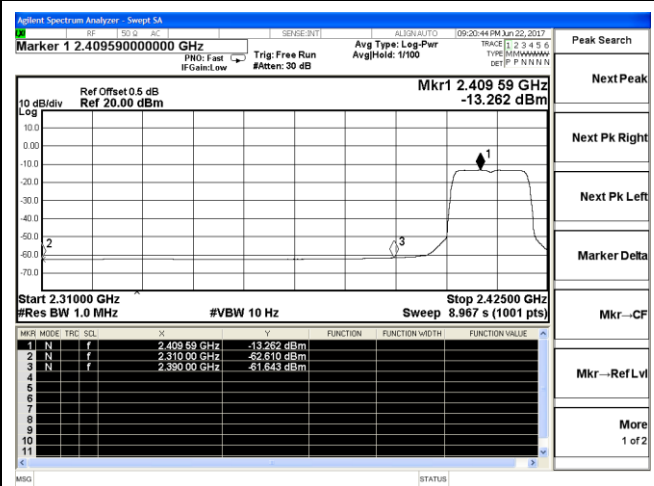 Agilent Spectrum Analyzer - Swept SA
RF 50 Ω AC SENSE:INT ALIGN AUTO 09:20:44 PM Jun 22, 2017
Marker 1 2.409590000000 GHz
PNO: Fast
IFGain:Low
Trig: Free Run
#Atten: 30 dB
Avg Type: Log-Pwr
Avg|Hold: 1/100
TRACE 1 2 3 4 5 6
TYPE MMWWWW
DET P P N N N N
Peak Search
Next Peak
Next Pk Right
Next Pk Left
Marker Delta
Mkr→CF
Mkr→Ref Lvl
More
1 of 2
Ref Offset 0.5 dB
10 dB/div Ref 20.00 dBm
Mkr1 2.409 59 GHz
-13.262 dBm
Log
10.0
0.00
-10.0
-20.0
-30.0
-40.0
-50.0
-60.0
-70.0
1
2
3
Start 2.31000 GHz Stop 2.42500 GHz
#Res BW 1.0 MHz #VBW 10 Hz Sweep 8.967 s (1001 pts)
MKR MODE TRC SCL X Y FUNCTION FUNCTION WIDTH FUNCTION VALUE
1 N f 2.409 59 GHz -13.262 dBm
2 N f 2.310 00 GHz -62.610 dBm
3 N f 2.390 00 GHz -61.643 dBm
4
5
6
7
8
9
10
11
MSG STATUS